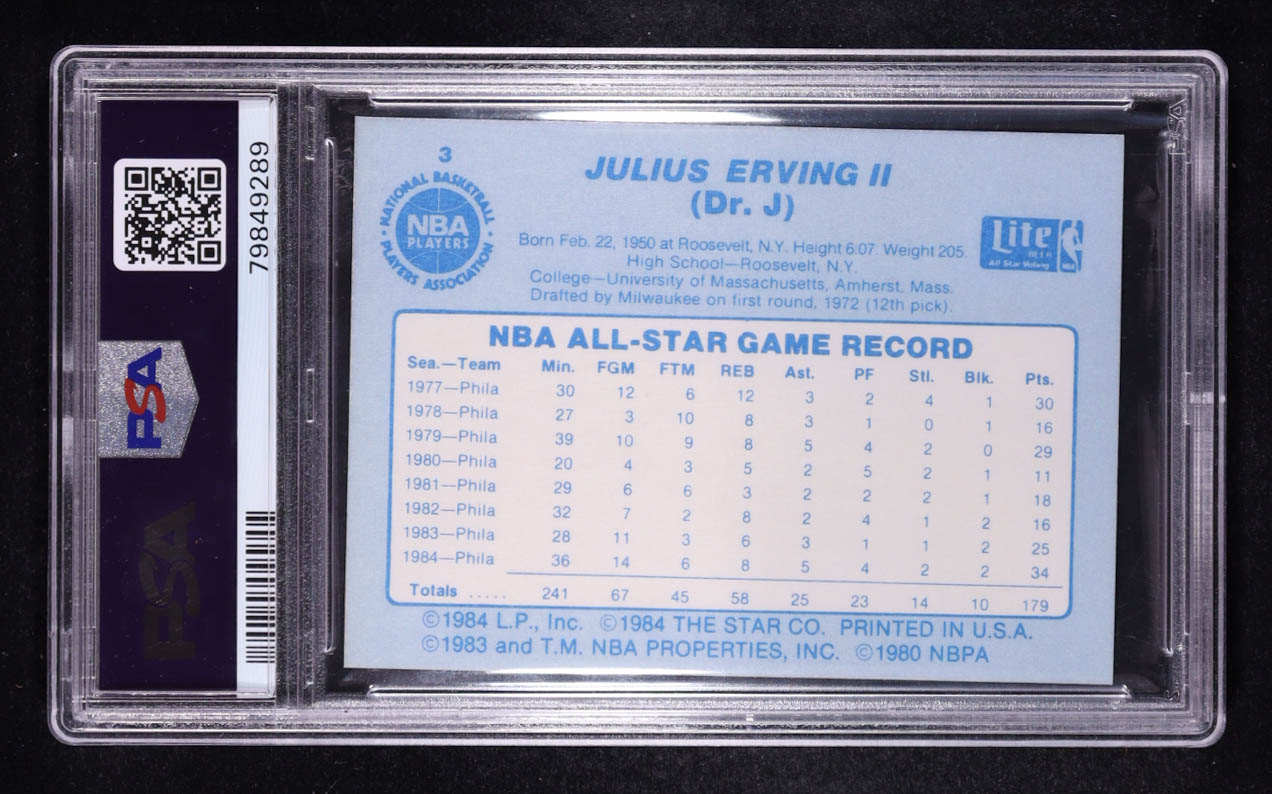 79849289
PSA
PSA
PSA
3
NATIONAL BASKETBALL
NBA
PLAYERS
PLAYERS ASSOCIATION
JULIUS ERVING II
(Dr. J)
Born Feb. 22, 1950 at Roosevelt, N.Y. Height 6:07. Weight 205.
High School—Roosevelt, N.Y.
College—University of Massachusetts, Amherst, Mass.
Drafted by Milwaukee on first round, 1972 (12th pick).
Lite
BEER
All Star Voting
NBA
NBA ALL-STAR GAME RECORD
Sea.—Team Min. FGM FTM REB Ast. PF Stl. Blk. Pts.
1977—Phila 30 12 6 12 3 2 4 1 30
1978—Phila 27 3 10 8 3 1 0 1 16
1979—Phila 39 10 9 8 5 4 2 0 29
1980—Phila 20 4 3 5 2 5 2 1 11
1981—Phila 29 6 6 3 2 2 2 1 18
1982—Phila 32 7 2 8 2 4 1 2 16
1983—Phila 28 11 3 6 3 1 1 2 25
1984—Phila 36 14 6 8 5 4 2 2 34
Totals ..... 241 67 45 58 25 23 14 10 179
©1984 L.P., Inc. ©1984 THE STAR CO. PRINTED IN U.S.A.
©1983 and T.M. NBA PROPERTIES, INC. ©1980 NBPA